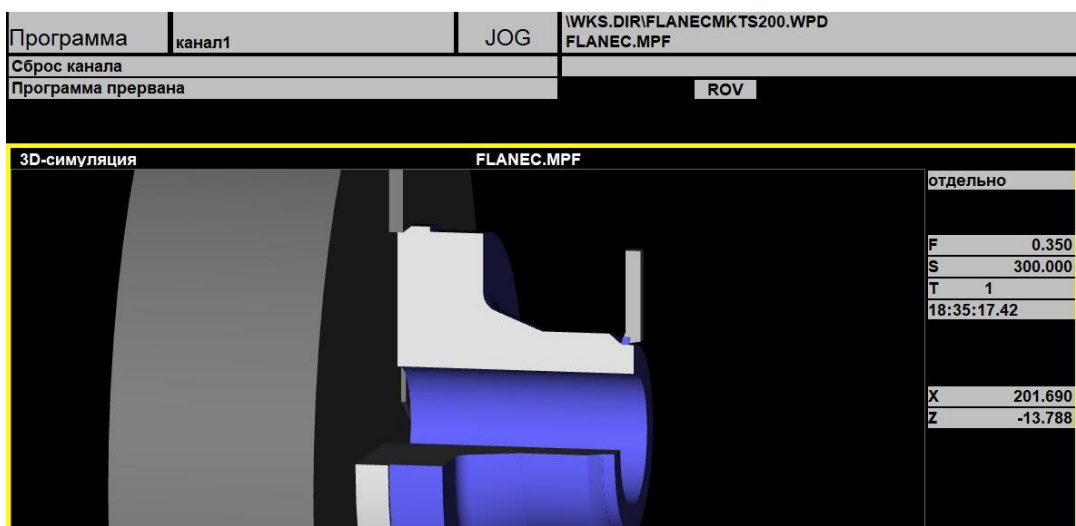 Программа
канал1
JOG
\WKS.DIR\FLANECMKTS200.WPD
FLANEC.MPF
Сброс канала
Программа прервана
ROV
3D-симуляция
FLANEC.MPF
отдельно
F 0.350
S 300.000
T 1
18:35:17.42
X 201.690
Z -13.788